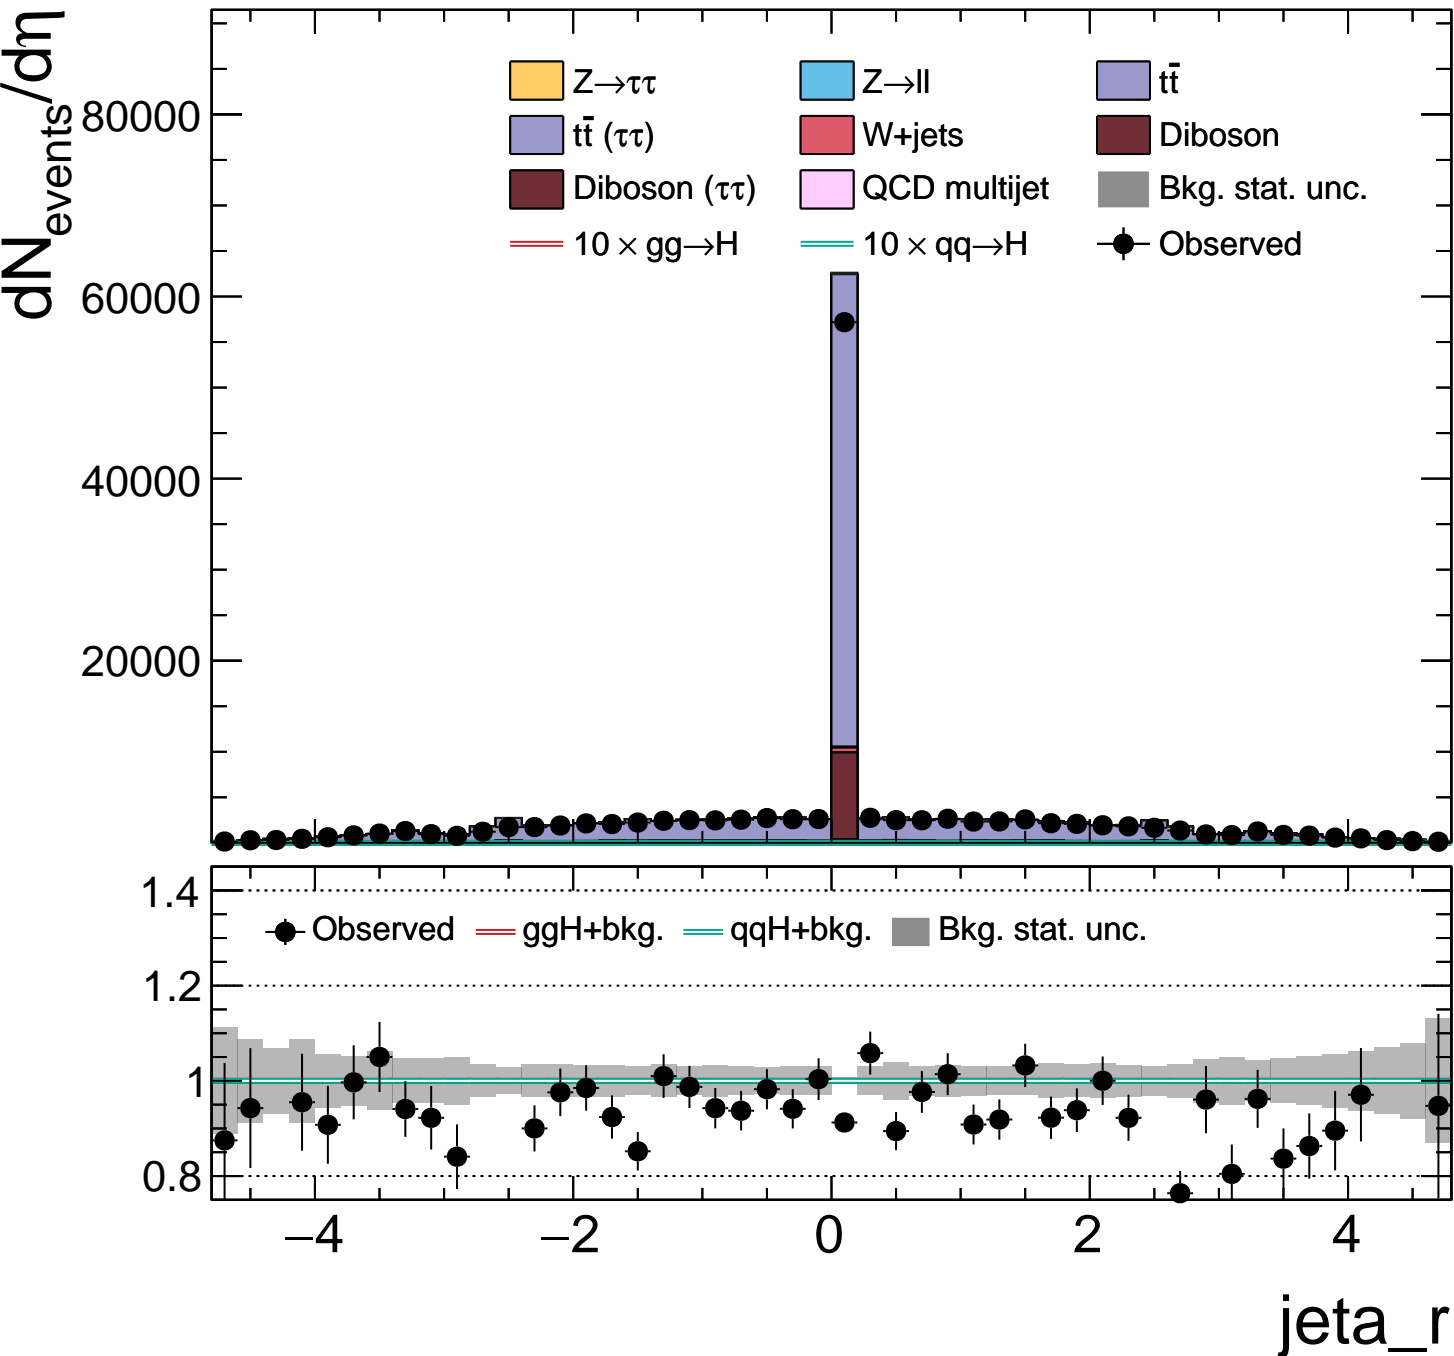 dN_events/dη
80000
60000
40000
20000
Z→ττ Z→ll tt̄
tt̄ (ττ) W+jets Diboson
Diboson (ττ) QCD multijet Bkg. stat. unc.
10 × gg→H 10 × qq→H Observed
1.4
1.2
1
0.8
Observed ggH+bkg. qqH+bkg. Bkg. stat. unc.
−4 −2 0 2 4
jeta_r